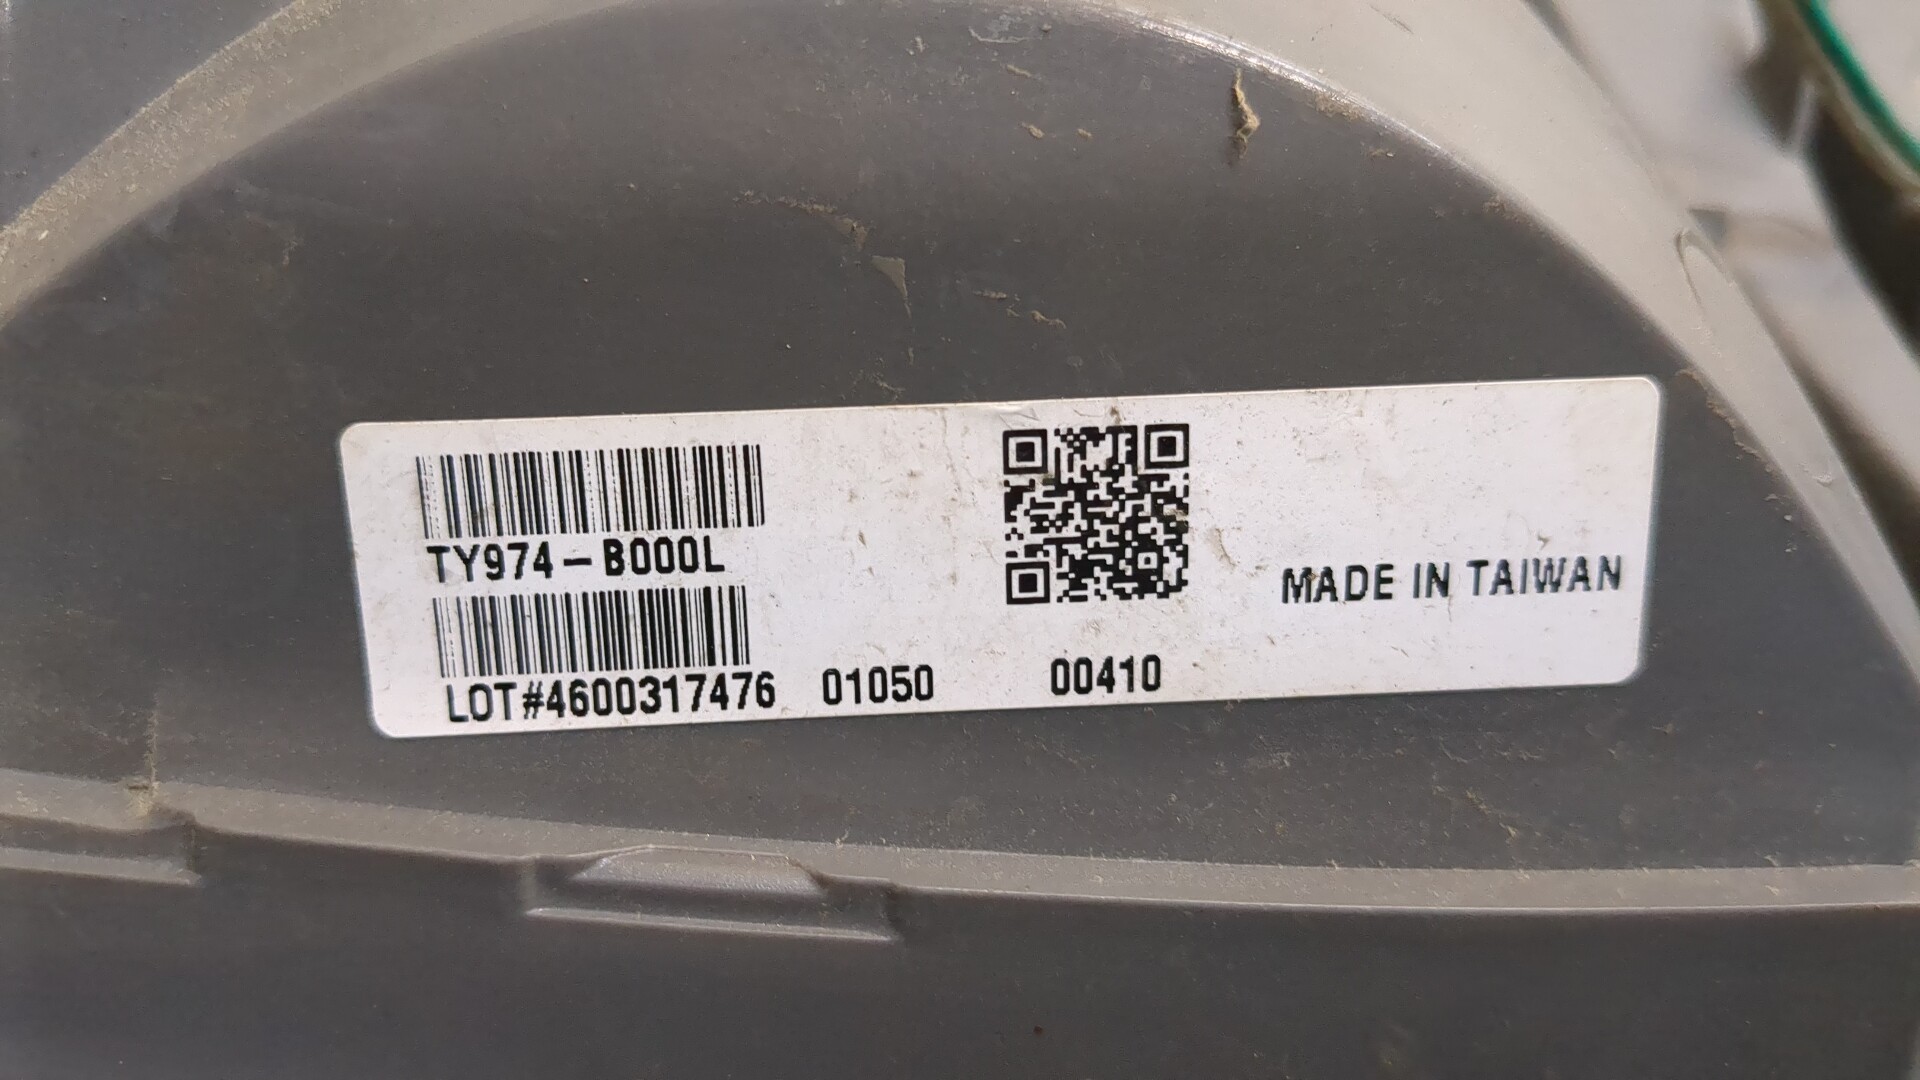 TY974-B000L
LOT#4600317476 01050 00410
MADE IN TAIWAN